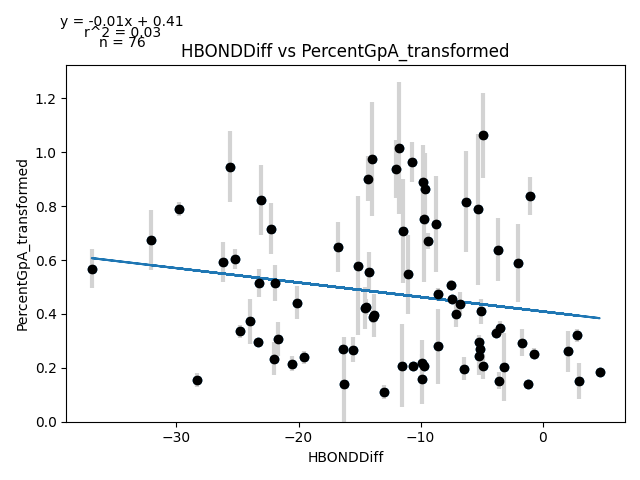 y = -0.01x + 0.41
r^2 = 0.03
n = 76
HBONDDiff vs PercentGpA_transformed
PercentGpA_transformed
1.2
1.0
0.8
0.6
0.4
0.2
0.0
−30
−20
−10
0
HBONDDiff